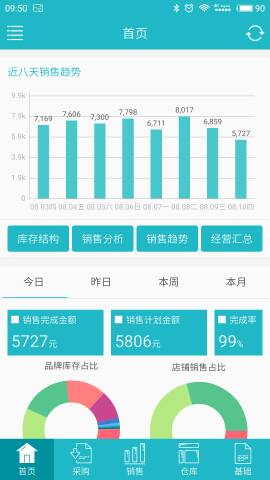 09:50 90
首页
近八天销售趋势
9.9k
7.9k
5.9k
3.9k
1.9k
0
7,169 7,606 7,300 7,798 6,711 8,017 6,859 5,727
08.03四 08.04五 08.05六 08.06日 08.07一 08.08二 08.09三 08.10四
库存结构 销售分析 销售趋势 经营汇总
今日 昨日 本周 本月
销售完成金额 销售计划金额 完成率
5727元 5806元 99%
品牌库存占比 店铺销售占比
首页 采购 销售 仓库 基础